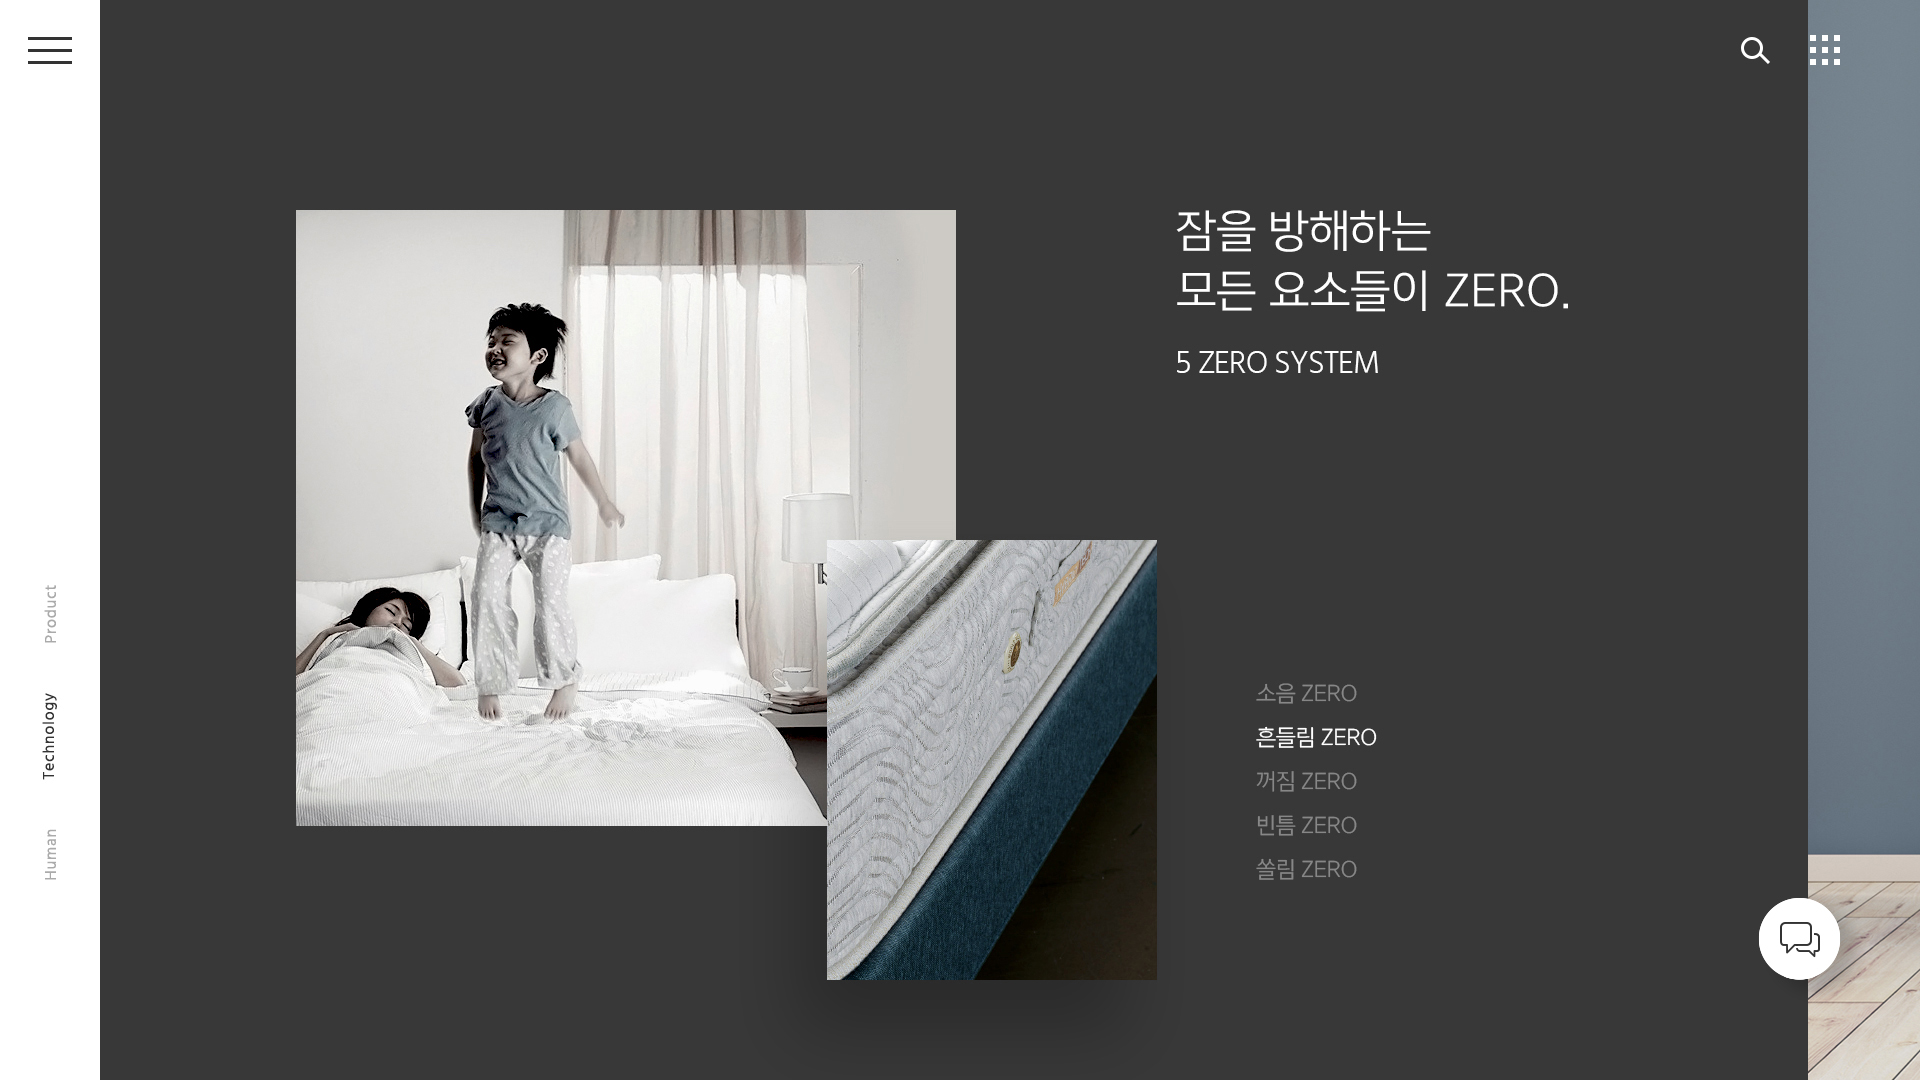 잠을 방해하는
모든 요소들이 ZERO.
5 ZERO SYSTEM
소음 ZERO
흔들림 ZERO
꺼짐 ZERO
빈틈 ZERO
쏠림 ZERO
Product
Technology
Human